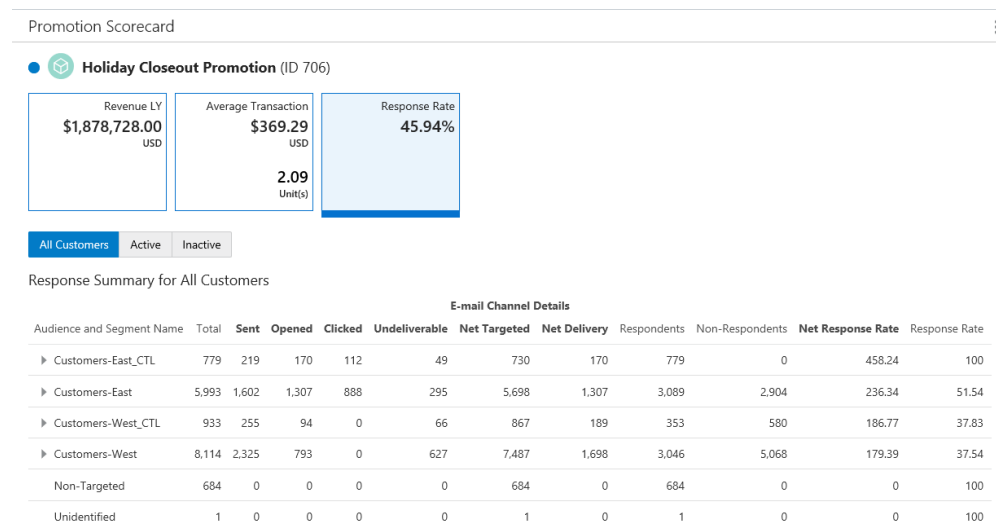 Promotion Scorecard
Holiday Closeout Promotion (ID 706)
Revenue LY
$1,878,728.00
USD
Average Transaction
$369.29
USD
2.09
Unit(s)
Response Rate
45.94%
All Customers Active Inactive
Response Summary for All Customers
E-mail Channel Details
Audience and Segment Name Total Sent Opened Clicked Undeliverable Net Targeted Net Delivery Respondents Non-Respondents Net Response Rate Response Rate
Customers-East_CTL 779 219 170 112 49 730 170 779 0 458.24 100
Customers-East 5,993 1,602 1,307 888 295 5,698 1,307 3,089 2,904 236.34 51.54
Customers-West_CTL 933 255 94 0 66 867 189 353 580 186.77 37.83
Customers-West 8,114 2,325 793 0 627 7,487 1,698 3,046 5,068 179.39 37.54
Non-Targeted 684 0 0 0 0 684 0 684 0 0 100
Unidentified 1 0 0 0 0 1 0 1 0 0 100